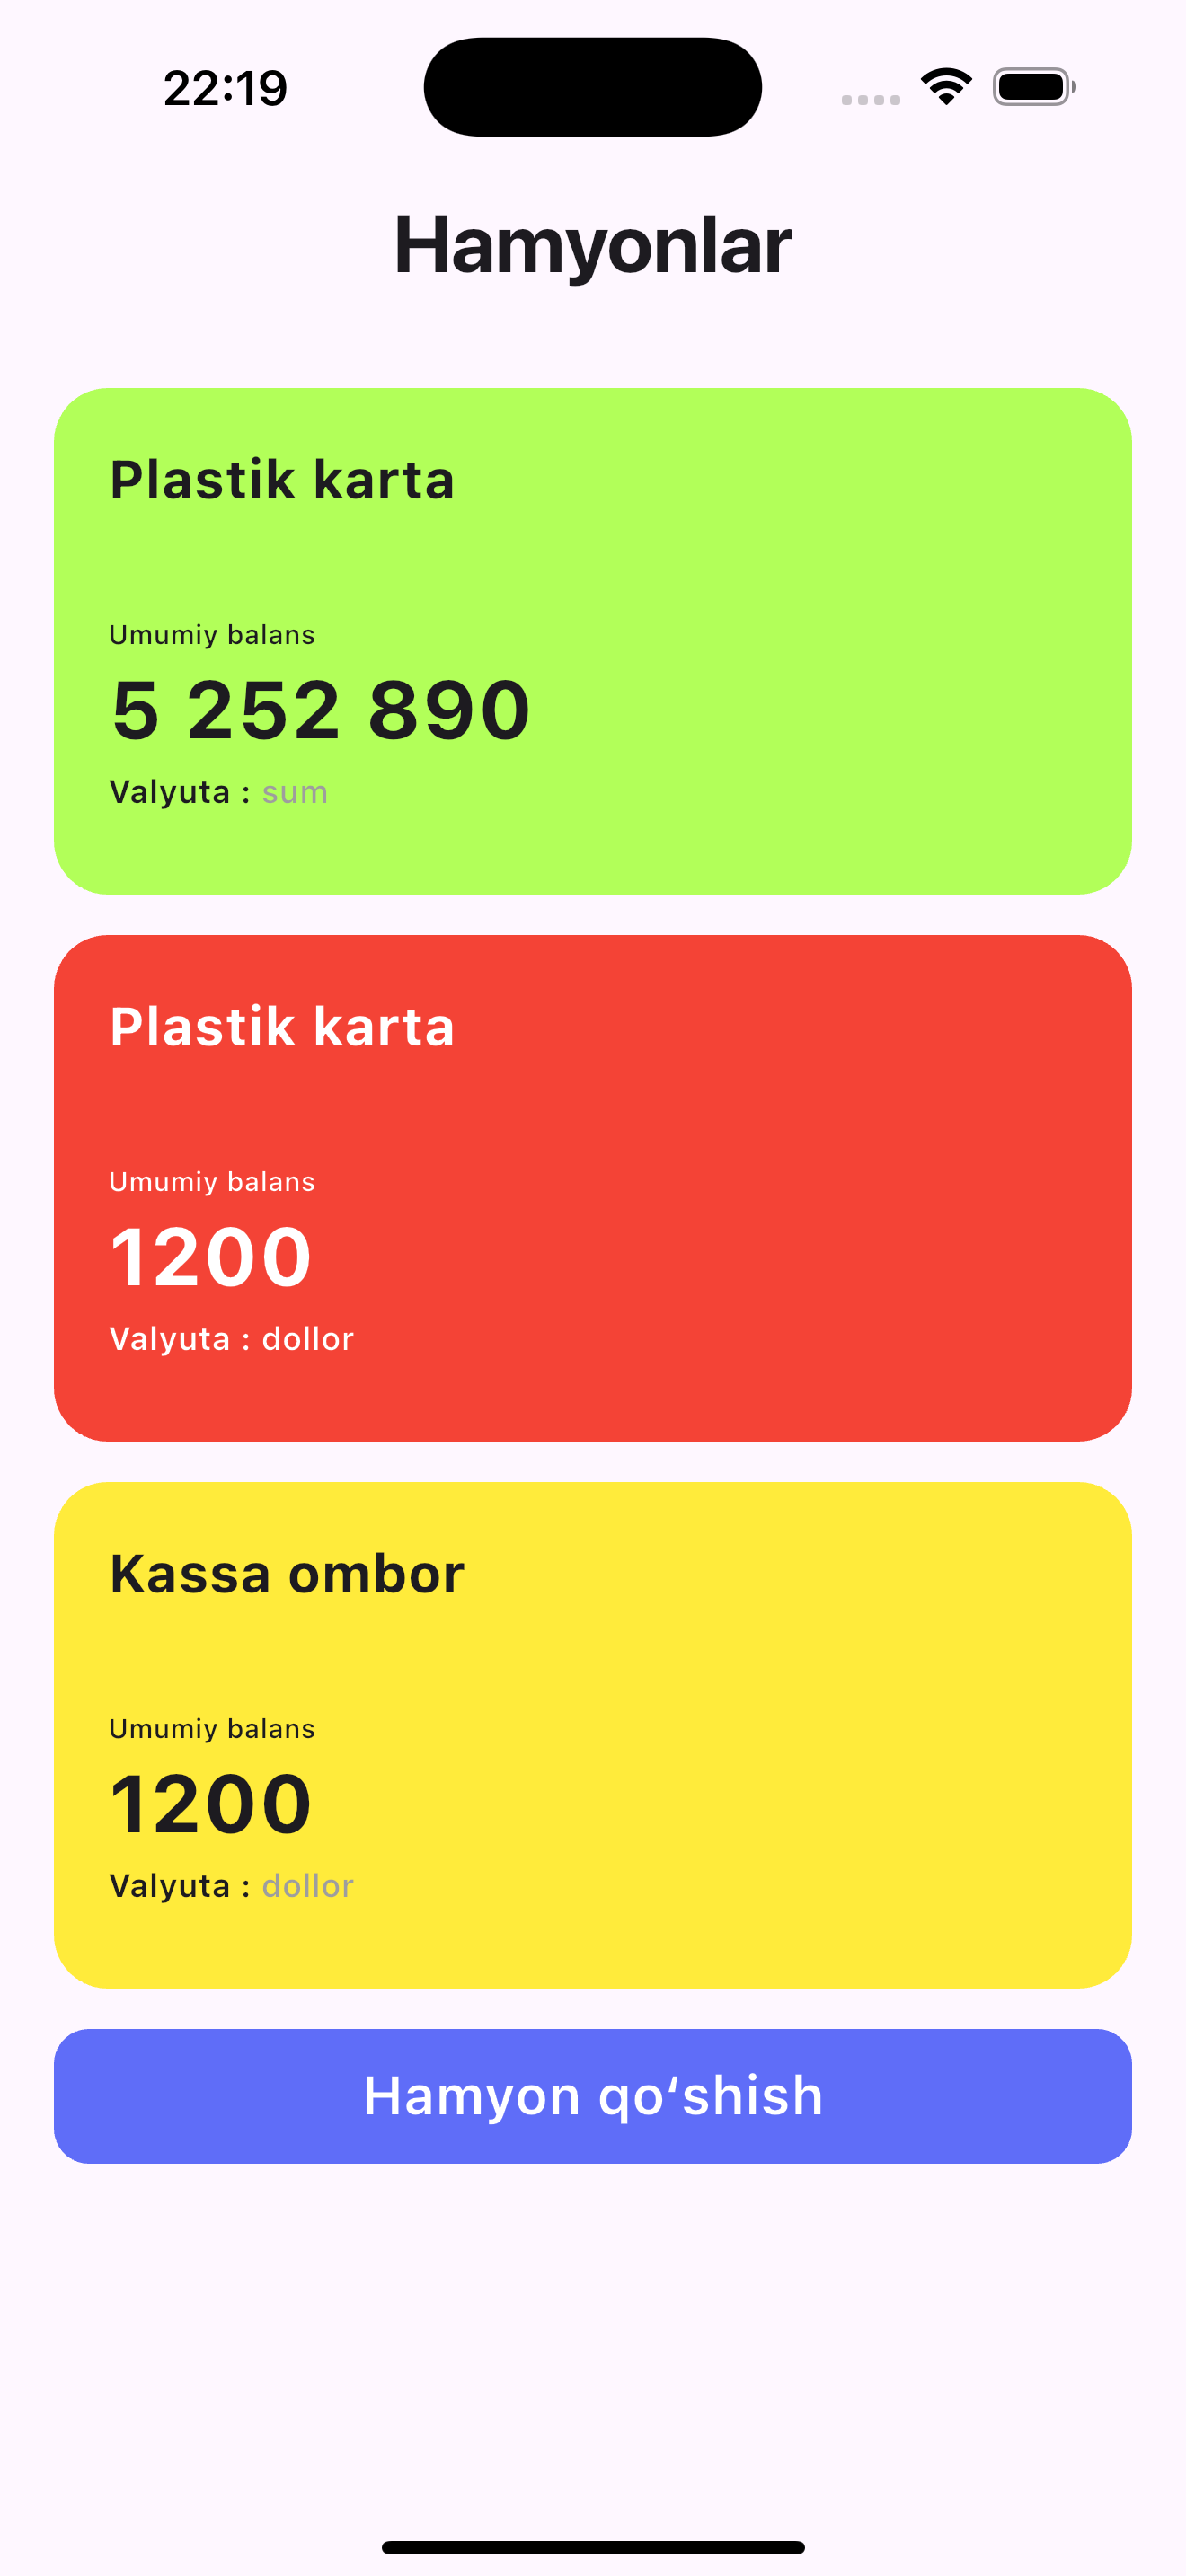 22:19
Hamyonlar
Plastik karta
Umumiy balans
5 252 890
Valyuta : sum
Plastik karta
Umumiy balans
1200
Valyuta : dollor
Kassa ombor
Umumiy balans
1200
Valyuta : dollor
Hamyon qo‘shish